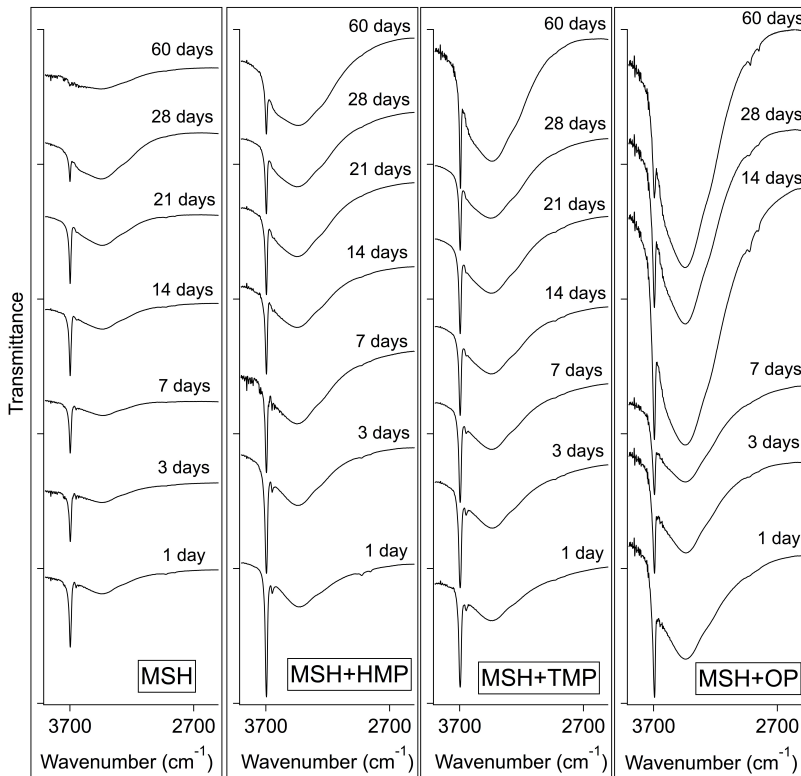 Transmittance
60 days
28 days
21 days
14 days
7 days
3 days
1 day
MSH
3700
2700
Wavenumber (cm⁻¹)
60 days
28 days
21 days
14 days
7 days
3 days
1 day
MSH+HMP
3700
2700
Wavenumber (cm⁻¹)
60 days
28 days
21 days
14 days
7 days
3 days
1 day
MSH+TMP
3700
2700
Wavenumber (cm⁻¹)
60 days
28 days
14 days
7 days
3 days
1 day
MSH+OP
3700
2700
Wavenumber (cm⁻¹)